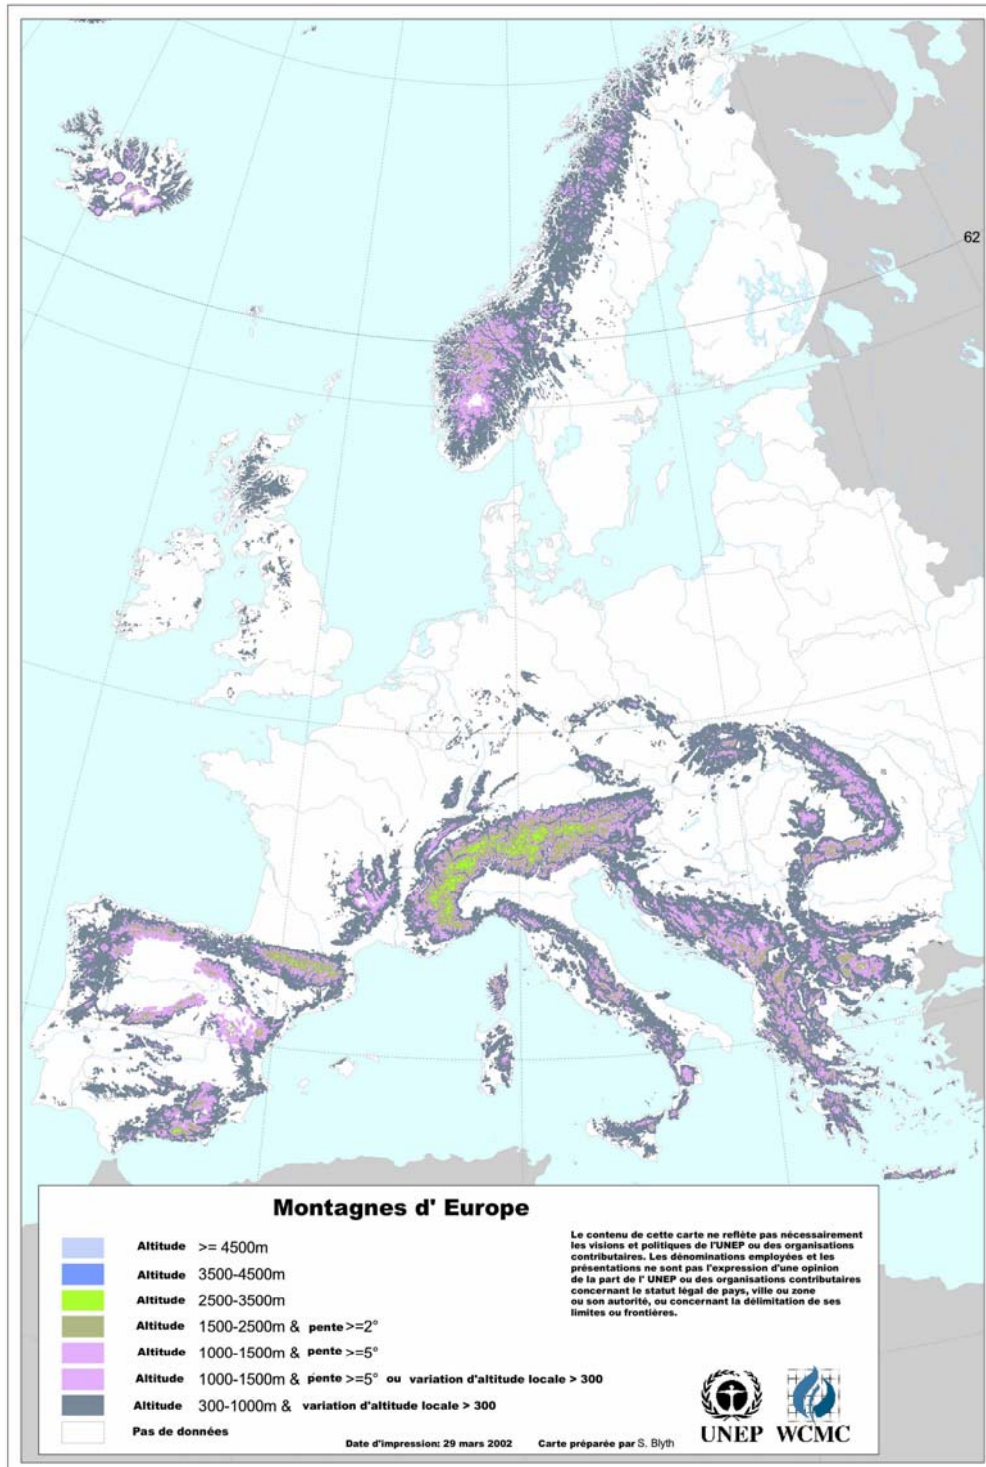 62
Montagnes d' Europe
Altitude >= 4500m
Altitude 3500-4500m
Altitude 2500-3500m
Altitude 1500-2500m & pente >=2°
Altitude 1000-1500m & pente >=5°
Altitude 1000-1500m & pente >=5° ou variation d'altitude locale > 300
Altitude 300-1000m & variation d'altitude locale > 300
Pas de données
Le contenu de cette carte ne reflète pas nécessairement
les visions et politiques de l'UNEP ou des organisations
contributaires. Les dénominations employées et les
présentations ne sont pas l'expression d'une opinion
de la part de l' UNEP ou des organisations contributaires
concernant le statut légal de pays, ville ou zone
ou son autorité, ou concernant la délimitation de ses
limites ou frontières.
UNEP WCMC
Date d'impression: 29 mars 2002 Carte préparée par S. Blyth